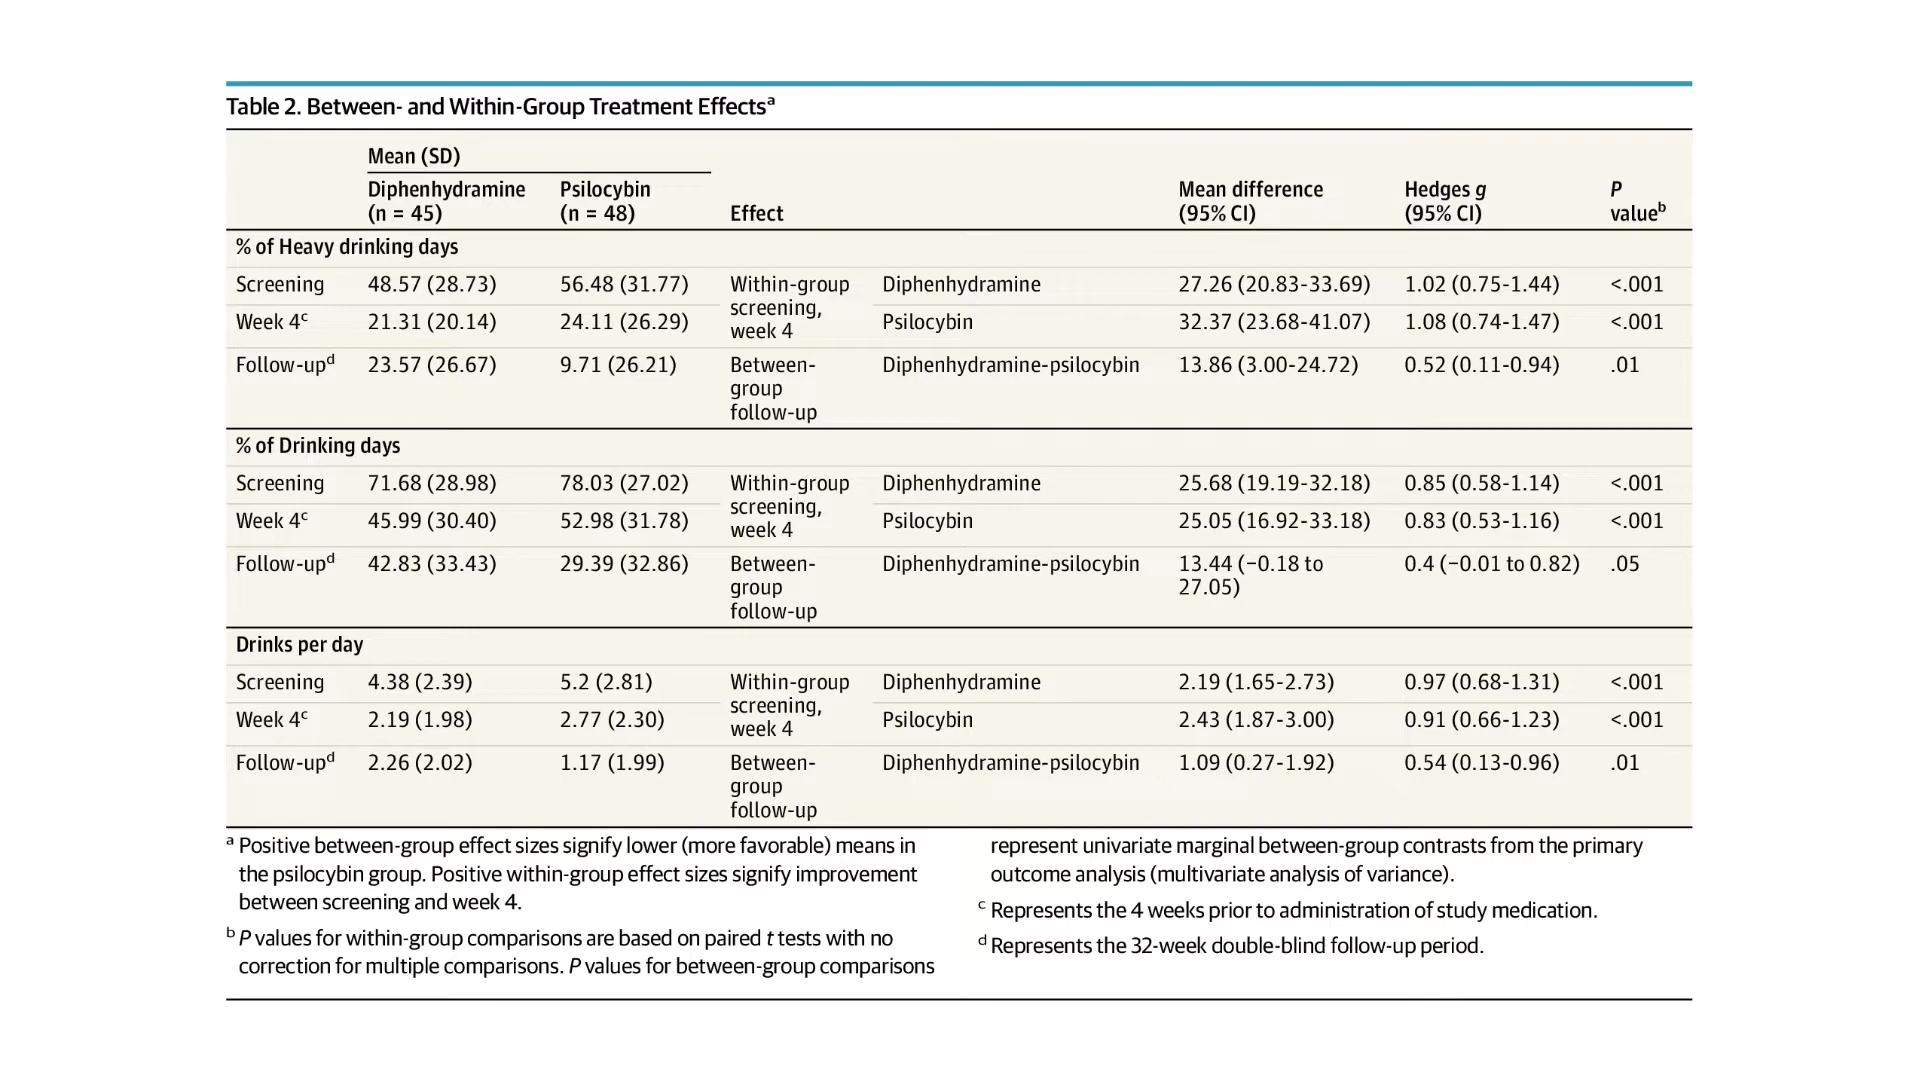 Table 2. Between- and Within-Group Treatment Effectsa
Mean (SD)
Diphenhydramine (n = 45) Psilocybin (n = 48) Effect Mean difference (95% CI) Hedges g (95% CI) P valueb
% of Heavy drinking days
Screening 48.57 (28.73) 56.48 (31.77) Within-group screening, week 4 Diphenhydramine 27.26 (20.83-33.69) 1.02 (0.75-1.44) <.001
Week 4c 21.31 (20.14) 24.11 (26.29) Psilocybin 32.37 (23.68-41.07) 1.08 (0.74-1.47) <.001
Follow-upd 23.57 (26.67) 9.71 (26.21) Between-group follow-up Diphenhydramine-psilocybin 13.86 (3.00-24.72) 0.52 (0.11-0.94) .01
% of Drinking days
Screening 71.68 (28.98) 78.03 (27.02) Within-group screening, week 4 Diphenhydramine 25.68 (19.19-32.18) 0.85 (0.58-1.14) <.001
Week 4c 45.99 (30.40) 52.98 (31.78) Psilocybin 25.05 (16.92-33.18) 0.83 (0.53-1.16) <.001
Follow-upd 42.83 (33.43) 29.39 (32.86) Between-group follow-up Diphenhydramine-psilocybin 13.44 (−0.18 to 27.05) 0.4 (−0.01 to 0.82) .05
Drinks per day
Screening 4.38 (2.39) 5.2 (2.81) Within-group screening, week 4 Diphenhydramine 2.19 (1.65-2.73) 0.97 (0.68-1.31) <.001
Week 4c 2.19 (1.98) 2.77 (2.30) Psilocybin 2.43 (1.87-3.00) 0.91 (0.66-1.23) <.001
Follow-upd 2.26 (2.02) 1.17 (1.99) Between-group follow-up Diphenhydramine-psilocybin 1.09 (0.27-1.92) 0.54 (0.13-0.96) .01
a Positive between-group effect sizes signify lower (more favorable) means in
the psilocybin group. Positive within-group effect sizes signify improvement
between screening and week 4.
b P values for within-group comparisons are based on paired t tests with no
correction for multiple comparisons. P values for between-group comparisons
represent univariate marginal between-group contrasts from the primary
outcome analysis (multivariate analysis of variance).
c Represents the 4 weeks prior to administration of study medication.
d Represents the 32-week double-blind follow-up period.